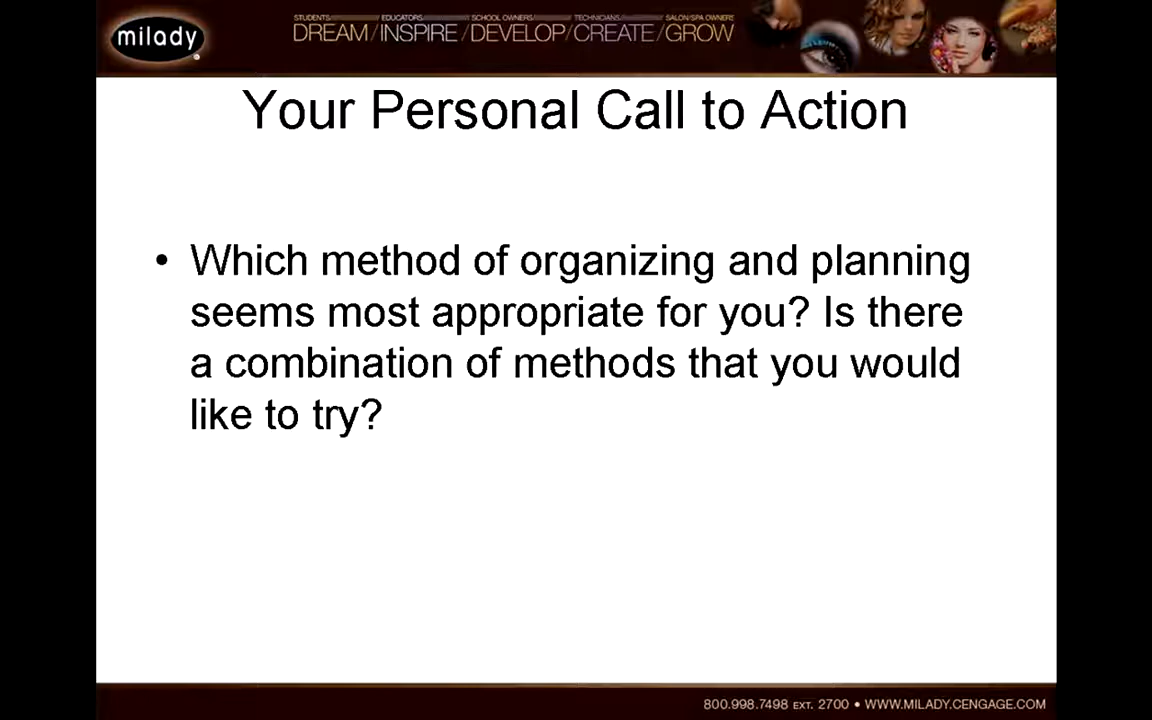 milady
STUDENTS EDUCATORS SCHOOL OWNERS TECHNICIANS SALON/SPA OWNERS
DREAM/INSPIRE/DEVELOP/CREATE/GROW
Your Personal Call to Action
• Which method of organizing and planning
seems most appropriate for you? Is there
a combination of methods that you would
like to try?
800.998.7498 EXT. 2700 • WWW.MILADY.CENGAGE.COM